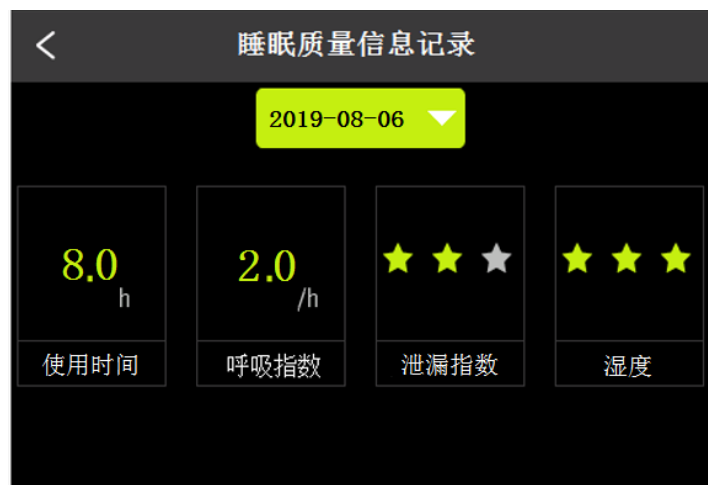 睡眠质量信息记录
2019-08-06
8.0
h
2.0
/h
使用时间
呼吸指数
泄漏指数
湿度